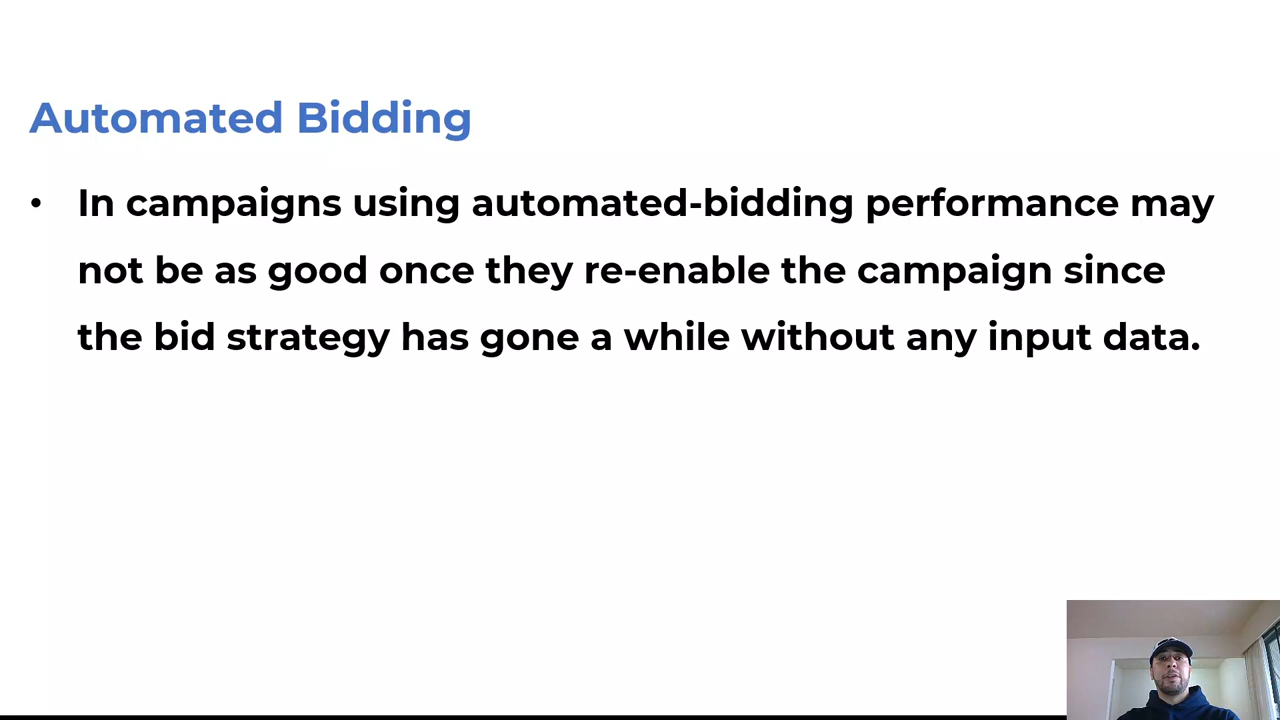 Automated Bidding
• In campaigns using automated-bidding performance may
not be as good once they re-enable the campaign since
the bid strategy has gone a while without any input data.